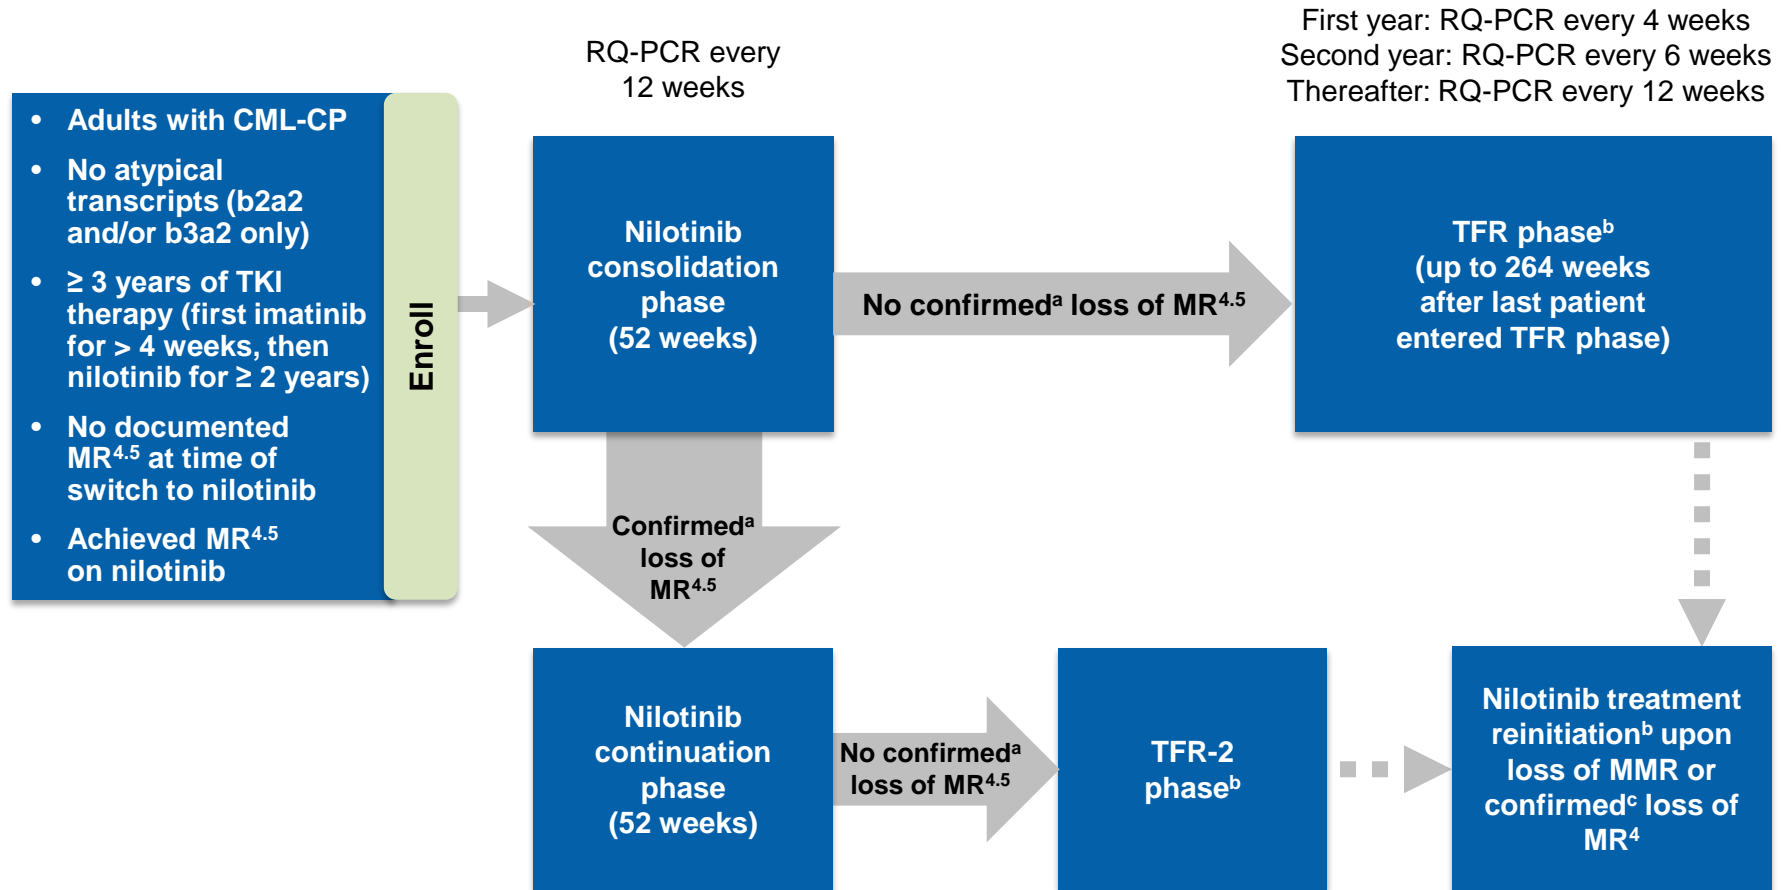 First year: RQ-PCR every 4 weeks
Second year: RQ-PCR every 6 weeks
Thereafter: RQ-PCR every 12 weeks
RQ-PCR every
12 weeks
• Adults with CML-CP
• No atypical
transcripts (b2a2
and/or b3a2 only)
• ≥ 3 years of TKI
therapy (first imatinib
for > 4 weeks, then
nilotinib for ≥ 2 years)
• No documented
MR4.5 at time of
switch to nilotinib
• Achieved MR4.5
on nilotinib
Enroll
Nilotinib
consolidation
phase
(52 weeks)
No confirmedᵃ loss of MR4.5
TFR phaseᵇ
(up to 264 weeks
after last patient
entered TFR phase)
Confirmedᵃ
loss of
MR4.5
Nilotinib
continuation
phase
(52 weeks)
No confirmedᵃ
loss of MR4.5
TFR-2
phaseᵇ
Nilotinib treatment
reinitiationᵇ upon
loss of MMR or
confirmedᶜ loss of
MR4